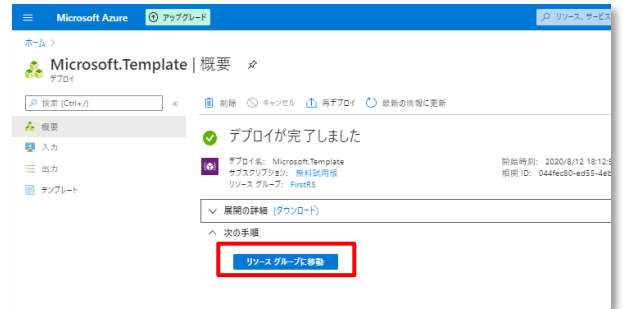 Microsoft Azure アップグレード リソース、サービス
ホーム >
Microsoft.Template | 概要
デプロイ
検索 (Ctrl+/) «
削除 キャンセル 再デプロイ 最新の情報に更新
概要
入力
出力
テンプレート
デプロイが完了しました
デプロイ名: Microsoft.Template
サブスクリプション: 無料試用版
リソース グループ: FirstRS
開始時刻: 2020/8/12 18:12:5
相関 ID: 044fec80-ed55-4eb
展開の詳細 (ダウンロード)
次の手順
リソース グループに移動